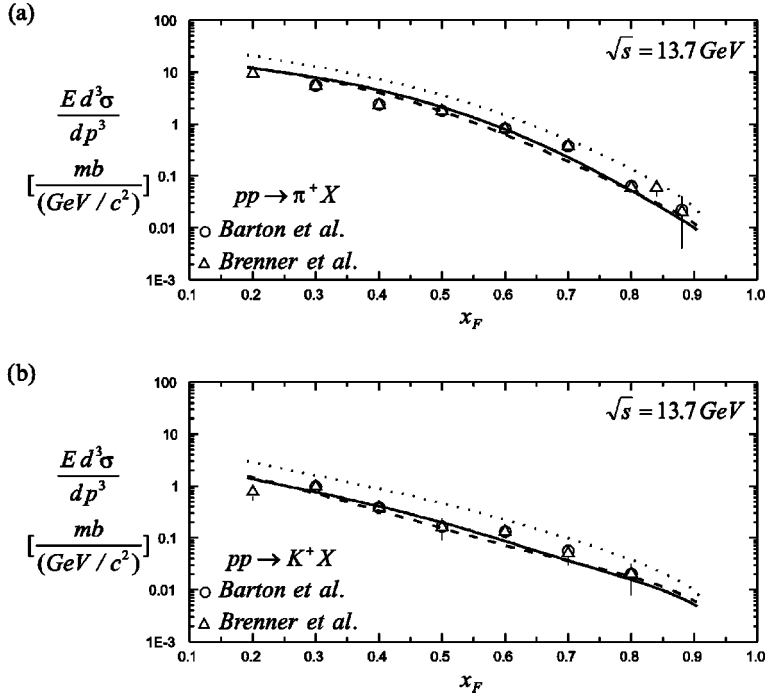 (a)
√s = 13.7 GeV
E d³σ
dp³
mb
[ ]
(GeV / c²)
100
10
1
0.1
0.01
1E-3
pp → π⁺ X
Barton et al.
Brenner et al.
0.1 0.2 0.3 0.4 0.5 0.6 0.7 0.8 0.9 1.0
x_F
(b)
√s = 13.7 GeV
E d³σ
dp³
mb
[ ]
(GeV / c²)
100
10
1
0.1
0.01
1E-3
pp → K⁺ X
Barton et al.
Brenner et al.
0.1 0.2 0.3 0.4 0.5 0.6 0.7 0.8 0.9 1.0
x_F